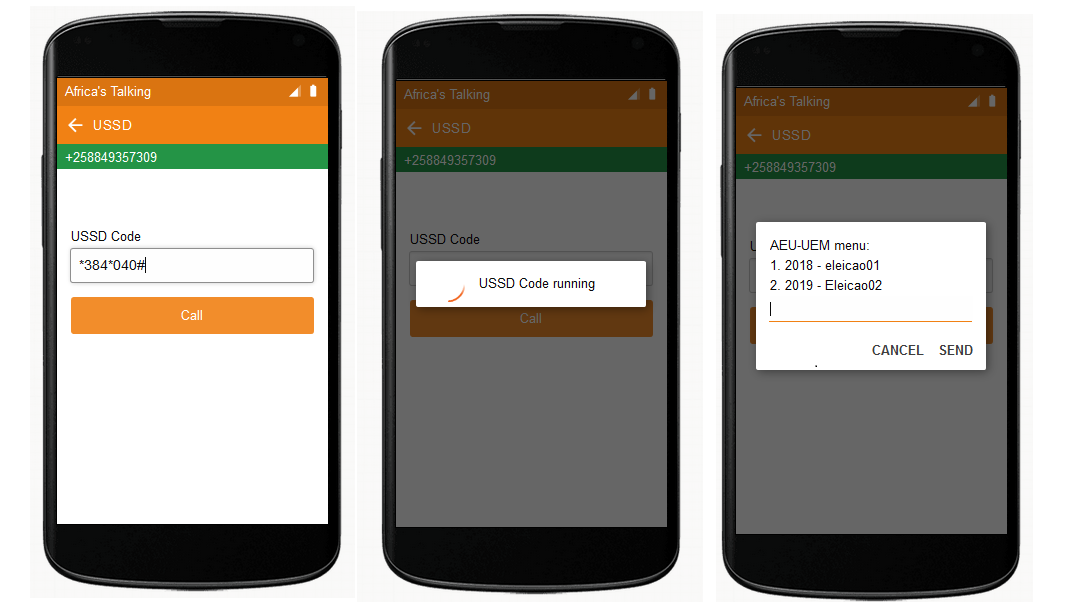 Africa's Talking
USSD
+258849357309
USSD Code
*384*040#
Call
Africa's Talking
USSD
+258849357309
USSD Code
USSD Code running
Call
Africa's Talking
USSD
+258849357309
U
AEU-UEM menu:
1. 2018 - eleicao01
2. 2019 - Eleicao02
CANCEL SEND